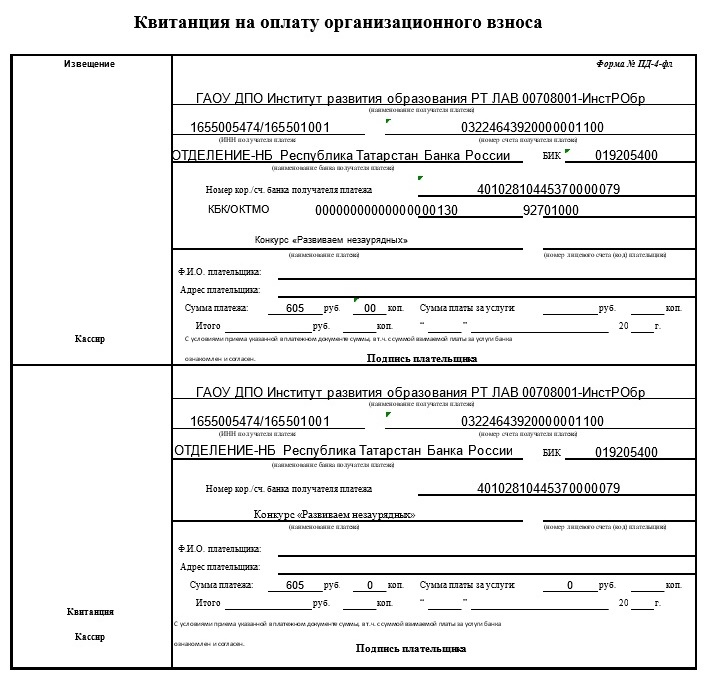 Квитанция на оплату организационного взноса
Извещение
Форма № ПД-4-фл
ГАОУ ДПО Институт развития образования РТ ЛАВ 00708001-ИнстРОбр
(наименование получателя платежа)
1655005474/165501001 03224643920000001100
(ИНН получателя платежа (номер счета получателя платежа)
ОТДЕЛЕНИЕ-НБ Республика Татарстан Банка России БИК 019205400
(наименование банка получателя платежа)
Номер кор./сч. банка получателя платежа 40102810445370000079
КБК/ОКТМО 00000000000000000130 92701000
Конкурс «Развиваем незаурядных»
(наименование платежа) (номер лицевого счета (код) плательщика)
Ф.И.О. плательщика:
Адрес плательщика:
Сумма платежа: 605 руб. 00 коп. Сумма платы за услуги: руб. коп.
Итого руб. коп. “ ” 20 г.
С условиями приема указанной в платежном документе суммы, в т.ч. с суммой взимаемой платы за услуги банка
Кассир
ознакомлен и согласен. Подпись плательщика
ГАОУ ДПО Институт развития образования РТ ЛАВ 00708001-ИнстРОбр
(наименование получателя платежа)
1655005474/165501001 03224643920000001100
(ИНН получателя платежа (номер счета получателя платежа)
ОТДЕЛЕНИЕ-НБ Республика Татарстан Банка России БИК 019205400
(наименование банка получателя платежа)
Номер кор./сч. банка получателя платежа 40102810445370000079
Конкурс «Развиваем незаурядных»
(наименование платежа) (номер лицевого счета (код) плательщика)
Ф.И.О. плательщика:
Адрес плательщика:
Сумма платежа: 605 руб. 0 коп. Сумма платы за услуги: 0 руб. коп.
Итого руб. коп. “ ” 20 г.
Квитанция
С условиями приема указанной в платежном документе суммы, в т.ч. с суммой взимаемой платы за услуги банка
Кассир
ознакомлен и согласен. Подпись плательщика